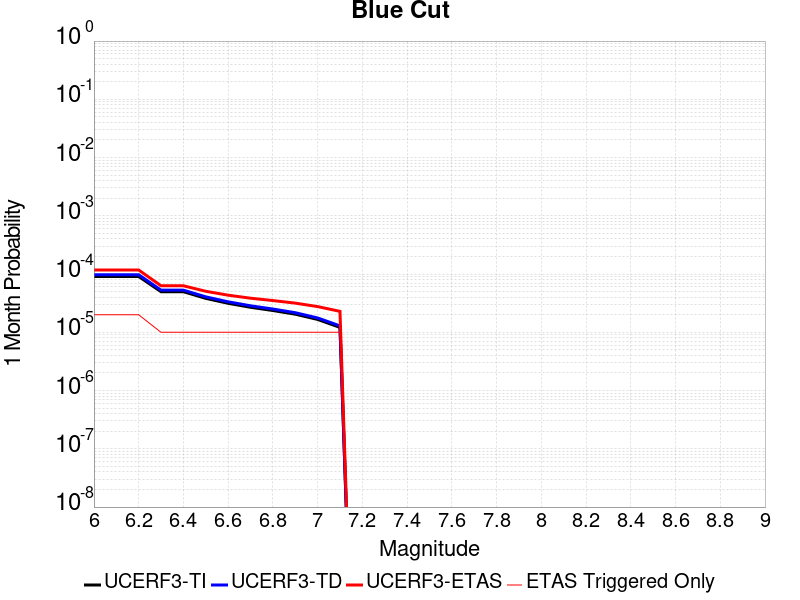 Blue Cut
10^0
10^-1
10^-2
10^-3
10^-4
10^-5
10^-6
10^-7
10^-8
1 Month Probability
6 6.2 6.4 6.6 6.8 7 7.2 7.4 7.6 7.8 8 8.2 8.4 8.6 8.8 9
Magnitude
UCERF3-TI UCERF3-TD UCERF3-ETAS ETAS Triggered Only